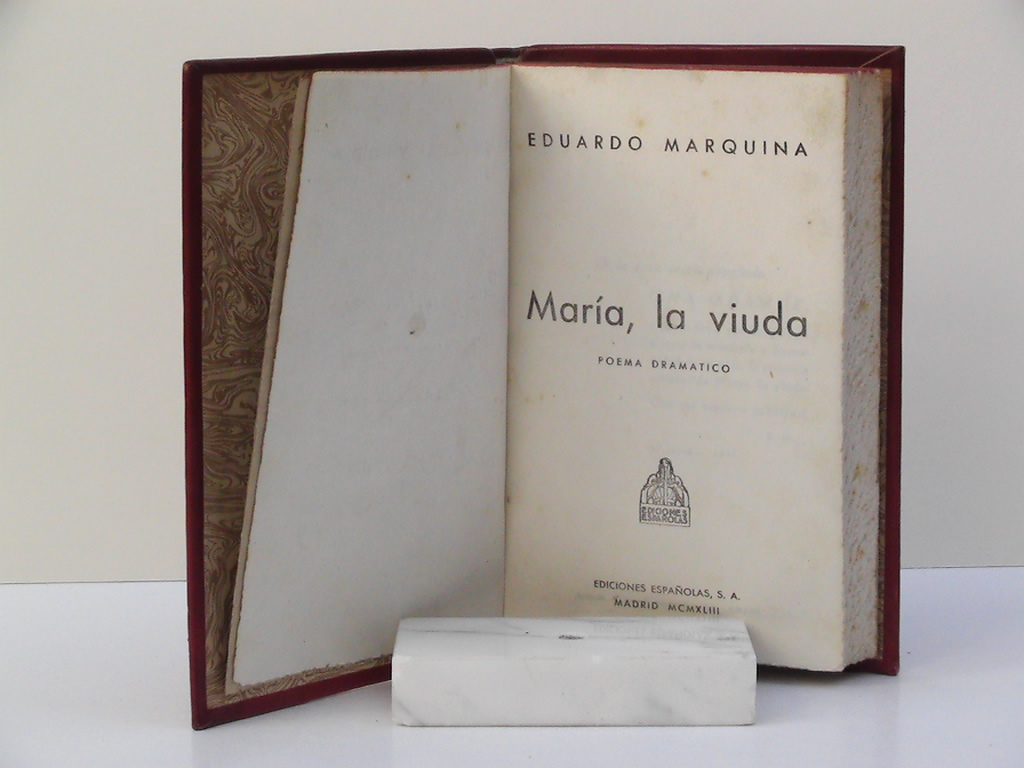 EDUARDO MARQUINA
María, la viuda
POEMA DRAMATICO
EDICIONES
ESPAÑOLAS
EDICIONES ESPAÑOLAS, S. A.
MADRID MCMXLIII